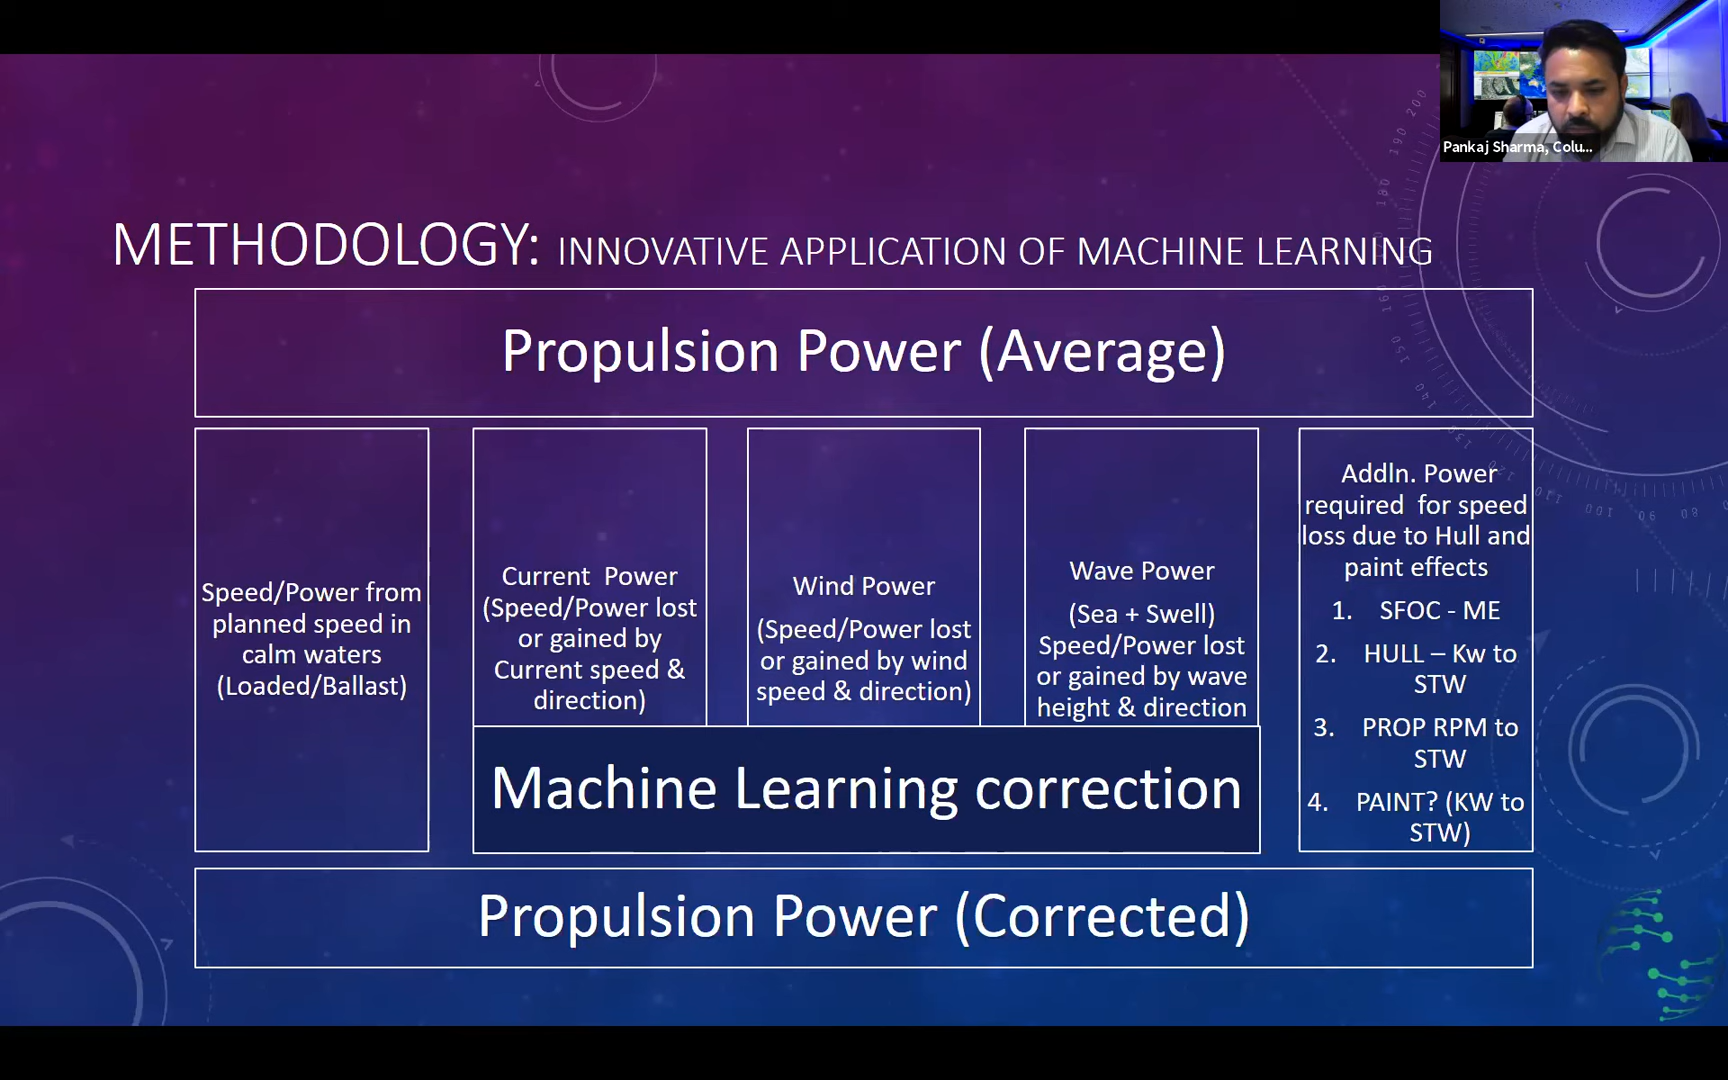 Pankaj Sharma, Colu...
METHODOLOGY: INNOVATIVE APPLICATION OF MACHINE LEARNING
Propulsion Power (Average)
Speed/Power from
planned speed in
calm waters
(Loaded/Ballast)
Current Power
(Speed/Power lost
or gained by
Current speed &
direction)
Wind Power
(Speed/Power lost
or gained by wind
speed & direction)
Wave Power
(Sea + Swell)
Speed/Power lost
or gained by wave
height & direction
Addln. Power
required for speed
loss due to Hull and
paint effects
1. SFOC - ME
2. HULL – Kw to
STW
3. PROP RPM to
STW
4. PAINT? (KW to
STW)
Machine Learning correction
Propulsion Power (Corrected)